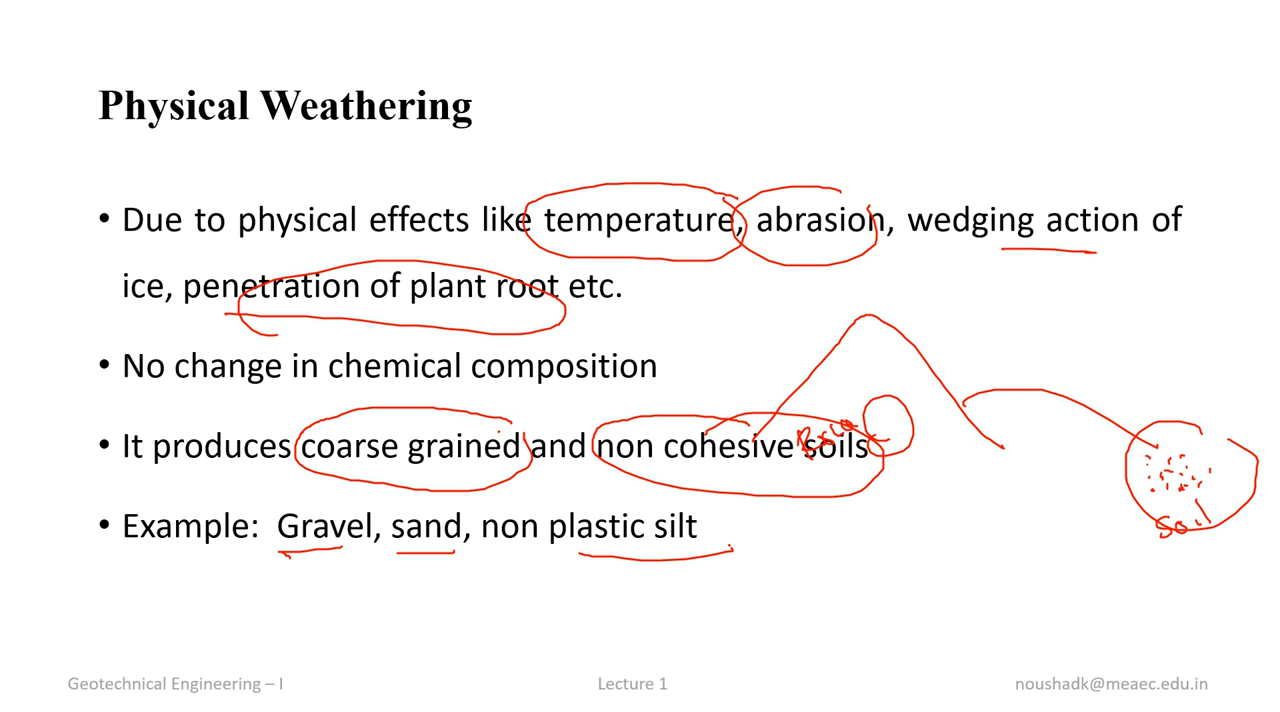 Physical Weathering
• Due to physical effects like temperature, abrasion, wedging action of
ice, penetration of plant root etc.
• No change in chemical composition
• It produces coarse grained and non cohesive soils
• Example: Gravel, sand, non plastic silt
Soil
Geotechnical Engineering – I
Lecture 1
noushadk@meaec.edu.in